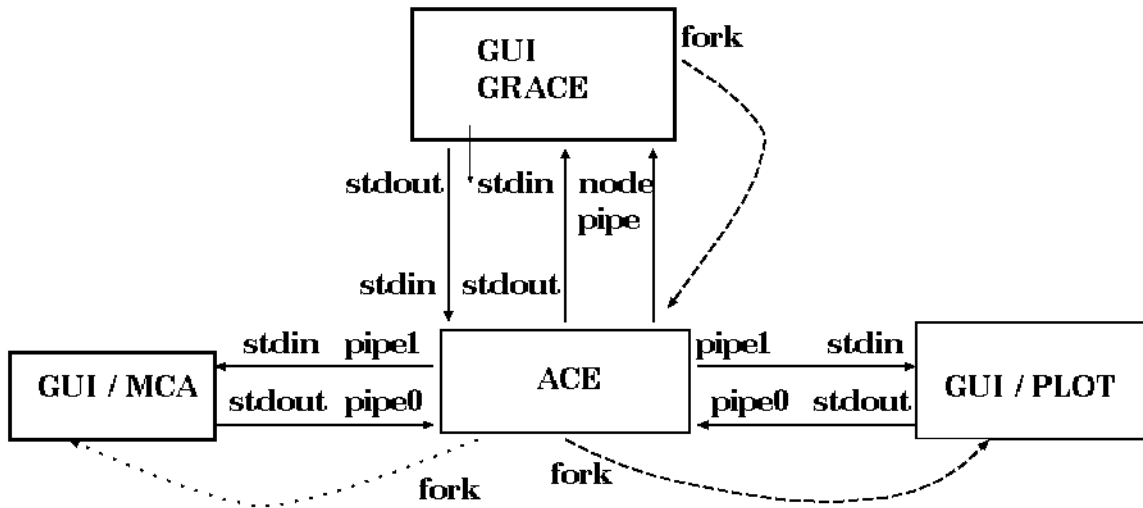 GUI
GRACE
fork
stdout stdin node
pipe
stdin stdout
stdin pipe1
pipe1 stdin
GUI / MCA
ACE
GUI / PLOT
stdout pipe0
pipe0 stdout
fork
fork